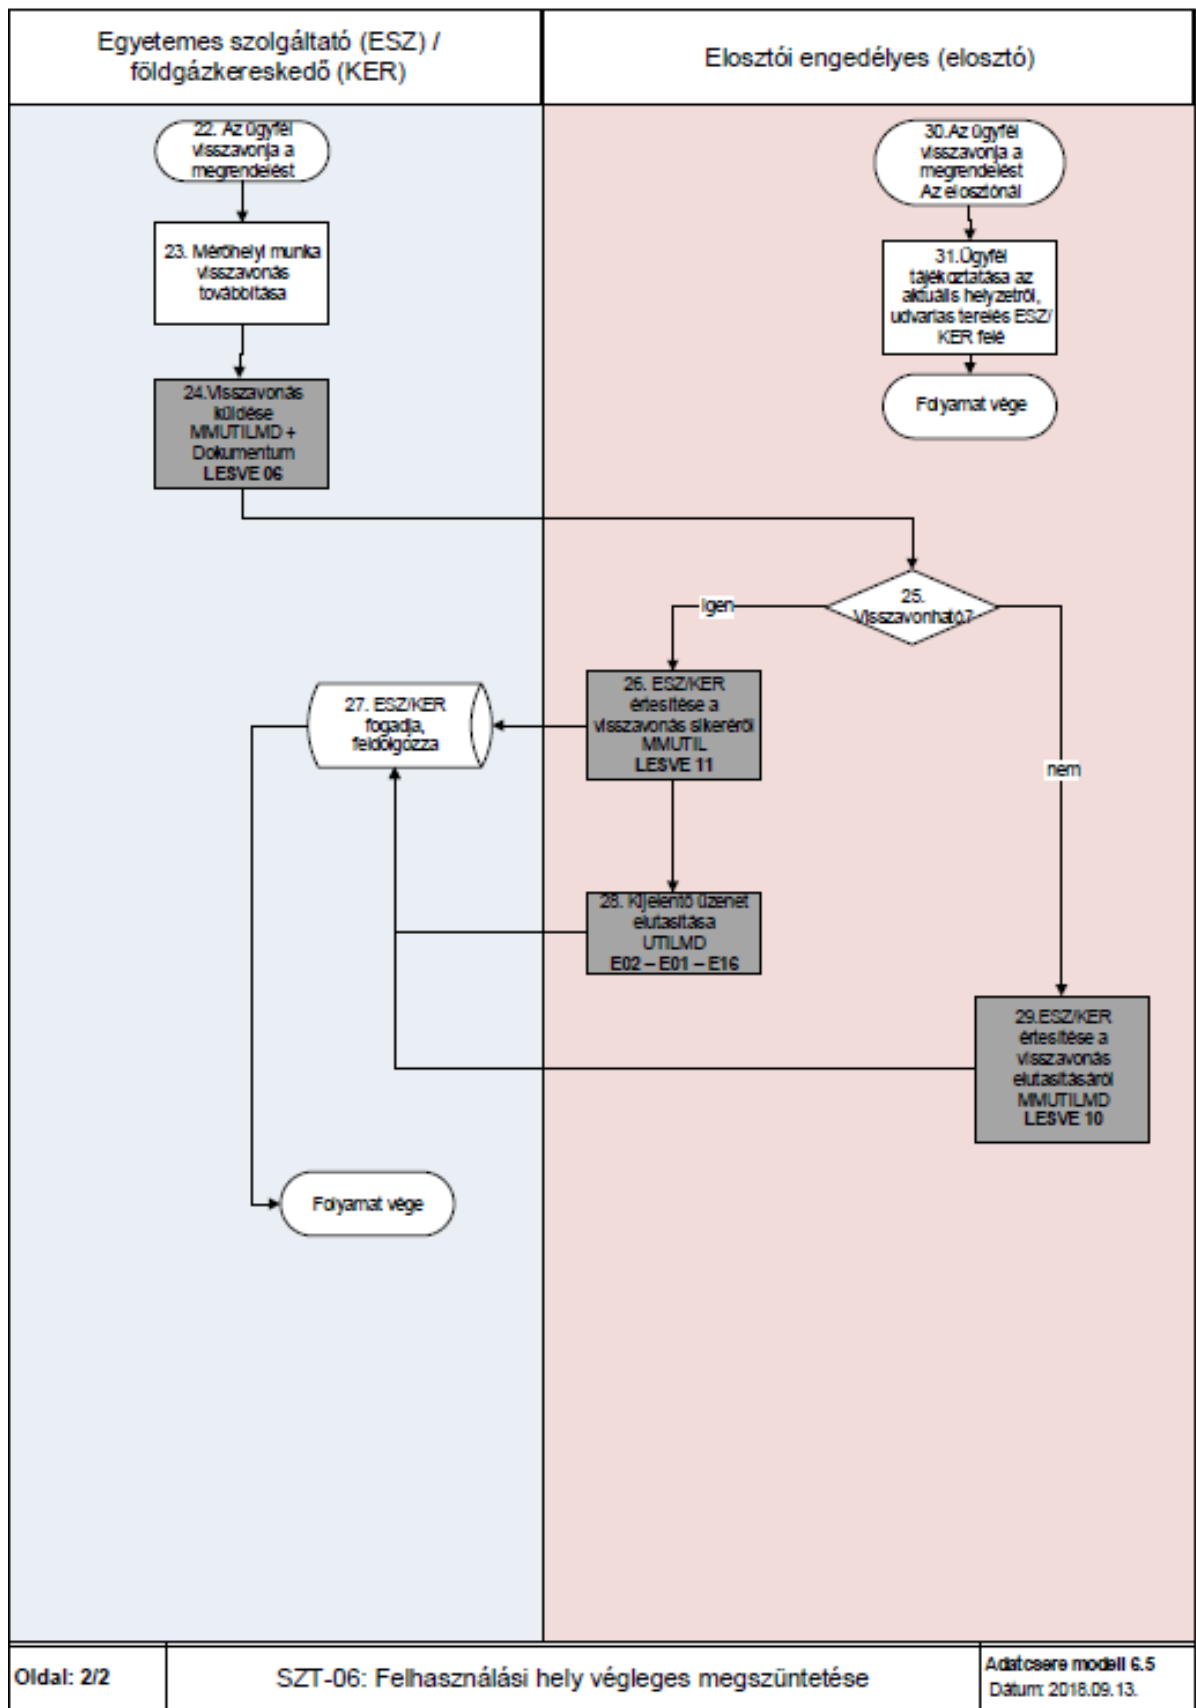 Egyetemes szolgáltató (ESZ) /
földgázkereskedő (KER)
Elosztói engedélyes (elosztó)
22. Az ügyfél
visszavonja a
megrendelést
23. Mérőhelyi munka
visszavonás
továbbítása
24.Visszavonás
küldése
MMUTILMD +
Dokumentum
LESVE 06
30.Az ügyfél
visszavonja a
megrendelést
Az elosztónál
31.Ügyfél
tájékoztatása az
aktuális helyzetről,
udvarias terelés ESZ/
KER felé
Folyamat vége
25.
Visszavonható?
igen
nem
26. ESZ/KER
értesítése a
visszavonás sikeréről
MMUTIL
LESVE 11
27. ESZ/KER
fogadja,
feldolgozza
28. Kijelentő üzenet
elutasítása
UTILMD
E02 – E01 – E16
29.ESZ/KER
értesítése a
visszavonás
elutasításáról
MMUTILMD
LESVE 10
Folyamat vége
Oldal: 2/2
SZT-06: Felhasználási hely végleges megszüntetése
Adatcsere modell 6.5
Dátum: 2018.09.13.